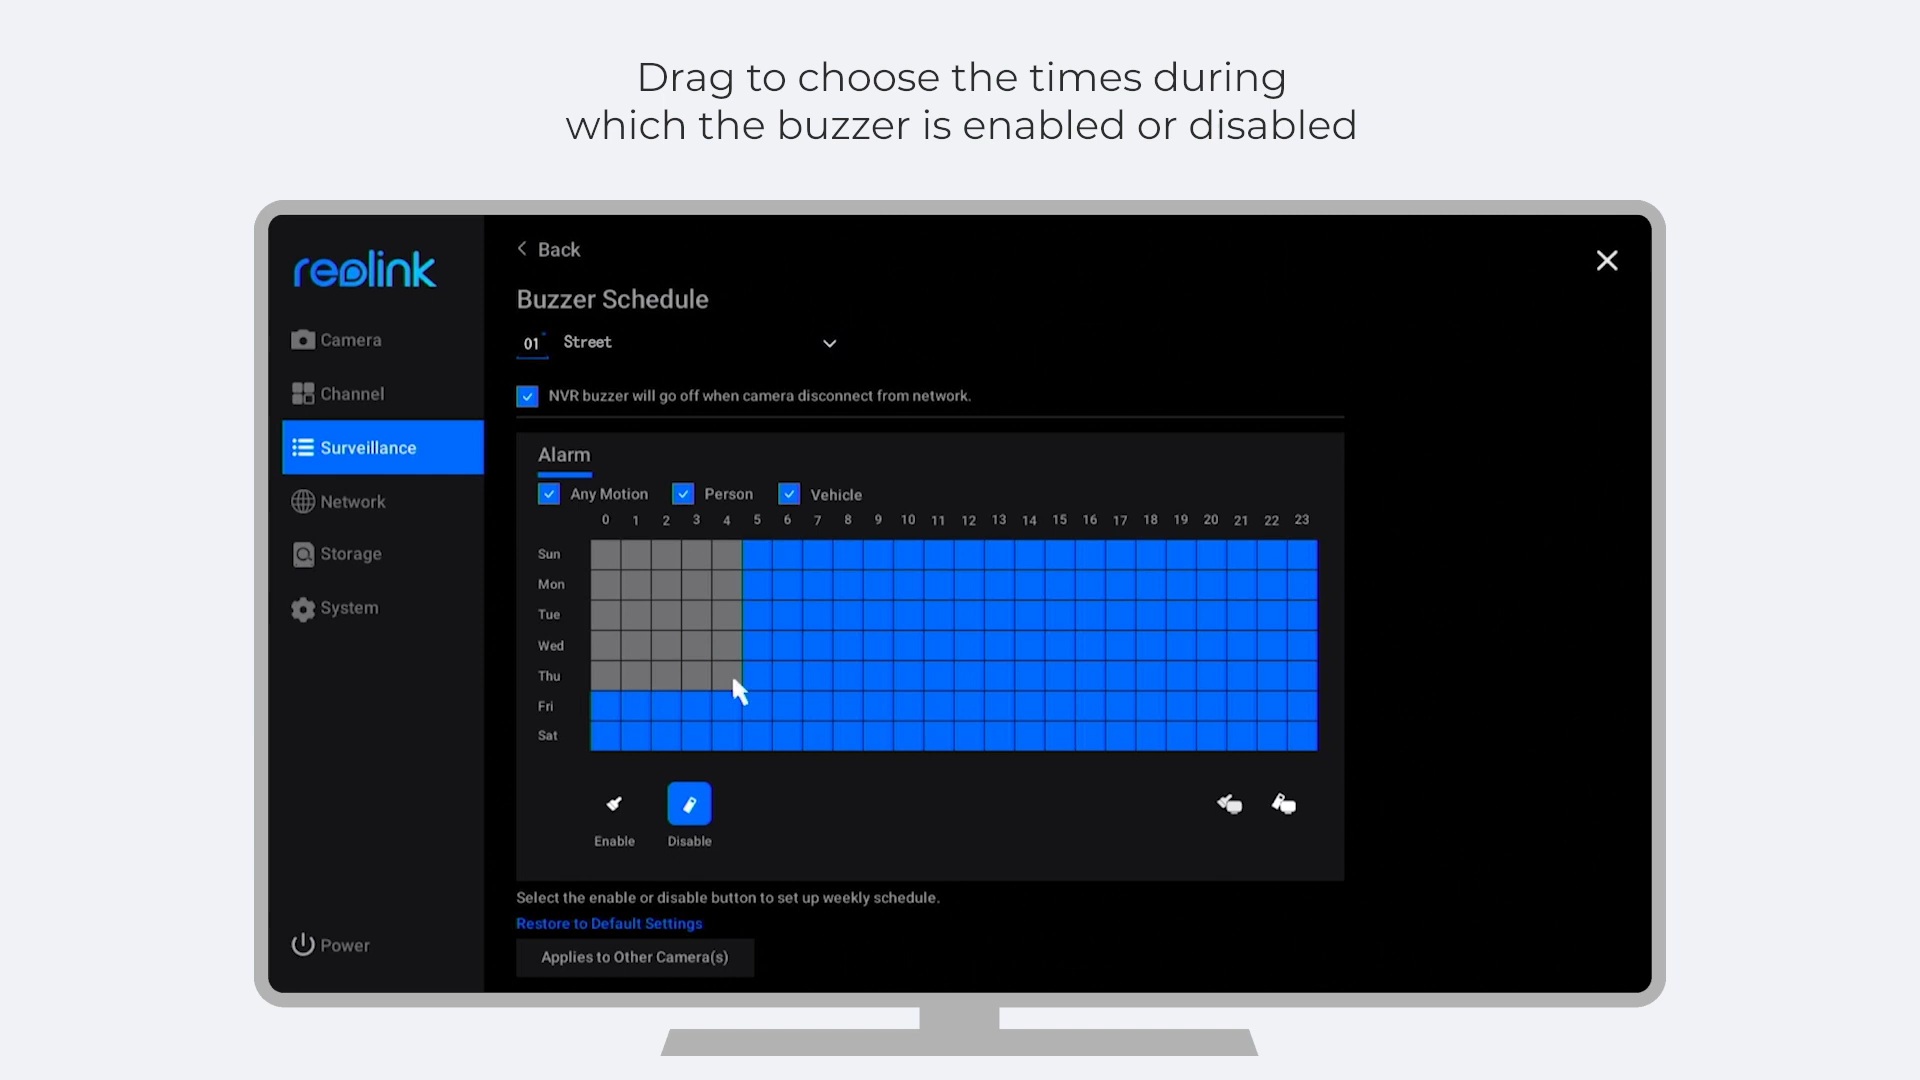 Drag to choose the times during
which the buzzer is enabled or disabled
reolink
Camera
Channel
Surveillance
Network
Storage
System
Power
Back
Buzzer Schedule
01 Street
NVR buzzer will go off when camera disconnect from network.
Alarm
Any Motion Person Vehicle
0 1 2 3 4 5 6 7 8 9 10 11 12 13 14 15 16 17 18 19 20 21 22 23
Sun
Mon
Tue
Wed
Thu
Fri
Sat
Enable Disable
Select the enable or disable button to set up weekly schedule.
Restore to Default Settings
Applies to Other Camera(s)